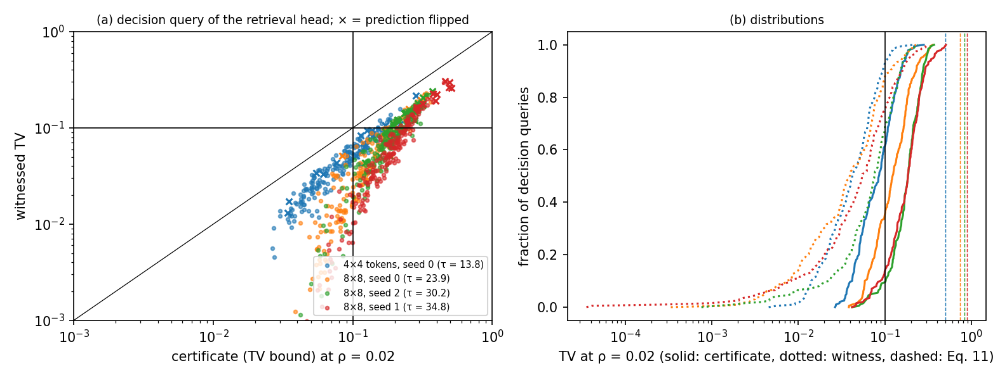 (a) decision query of the retrieval head; × = prediction flipped
10⁰
10⁻¹
10⁻²
10⁻³
witnessed TV
10⁻³
10⁻²
10⁻¹
10⁰
certificate (TV bound) at ρ = 0.02
4×4 tokens, seed 0 (τ = 13.8)
8×8, seed 0 (τ = 23.9)
8×8, seed 2 (τ = 30.2)
8×8, seed 1 (τ = 34.8)
(b) distributions
1.0
0.8
0.6
0.4
0.2
0.0
fraction of decision queries
10⁻⁴
10⁻³
10⁻²
10⁻¹
10⁰
TV at ρ = 0.02 (solid: certificate, dotted: witness, dashed: Eq. 11)